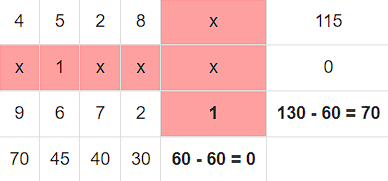 4 5 2 8 x 115
x 1 x x x 0
9 6 7 2 1 130 - 60 = 70
70 45 40 30 60 - 60 = 0